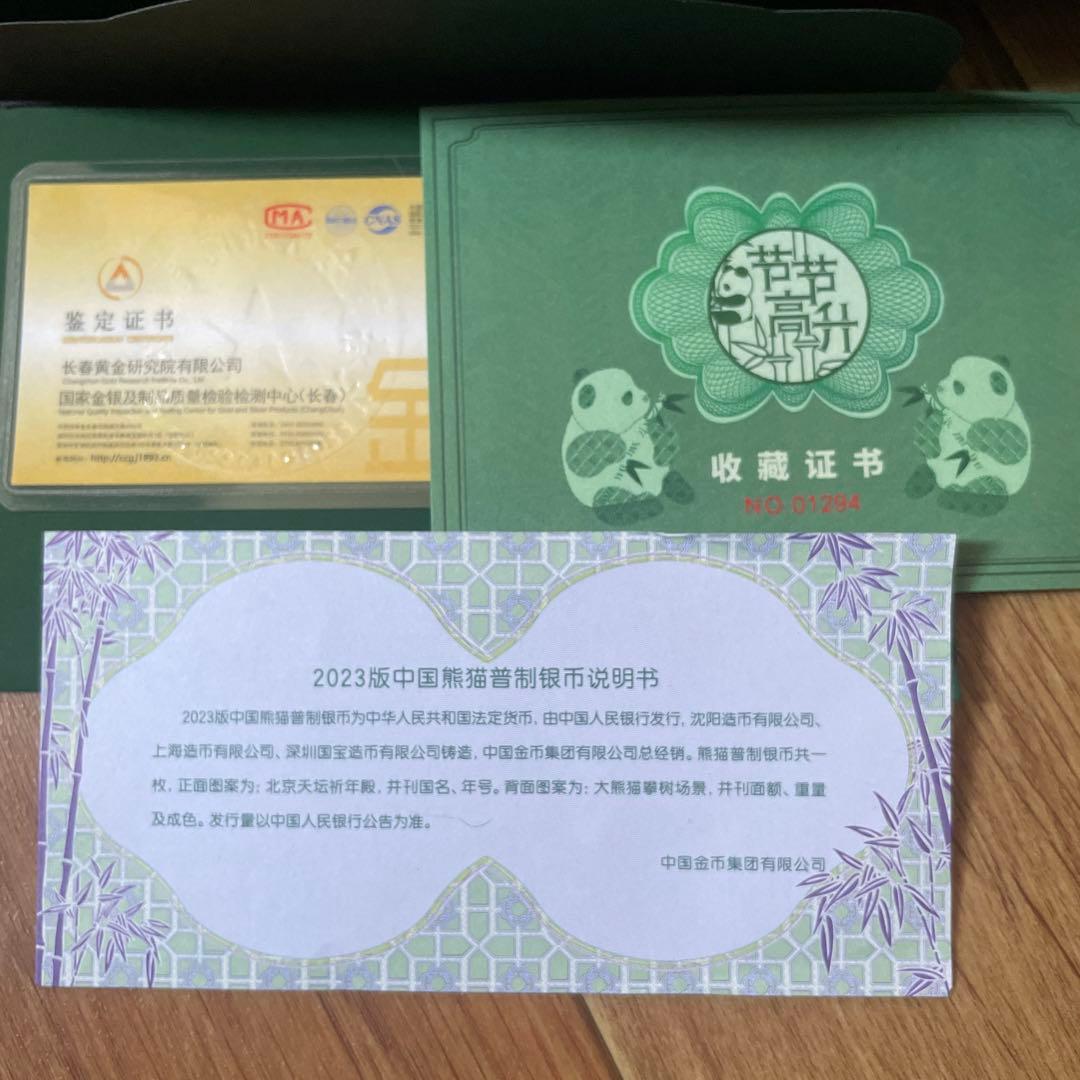 CMA
CNAS
鉴定证书
长春黄金研究院有限公司
国家金银及制品质量检验检测中心（长春）
金
节节
高升
收藏证书
NO.01294
2023版中国熊猫普制银币说明书
2023版中国熊猫普制银币为中华人民共和国法定货币，由中国人民银行发行，沈阳造币有限公司、
上海造币有限公司、深圳国宝造币有限公司铸造，中国金币集团有限公司总经销。熊猫普制银币共一
枚，正面图案为：北京天坛祈年殿，并刊国名、年号。背面图案为：大熊猫攀树场景，并刊面额、重量
及成色。发行量以中国人民银行公告为准。
中国金币集团有限公司